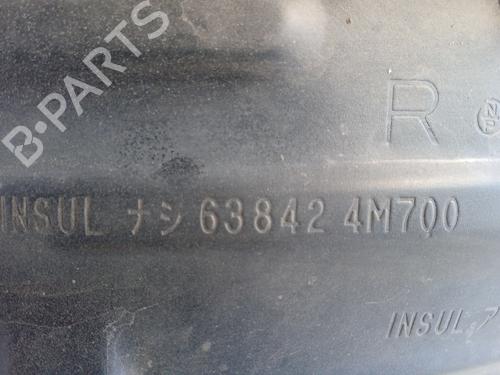 B-PARTS
R
INSUL ナシ 63842 4M700
INSUL